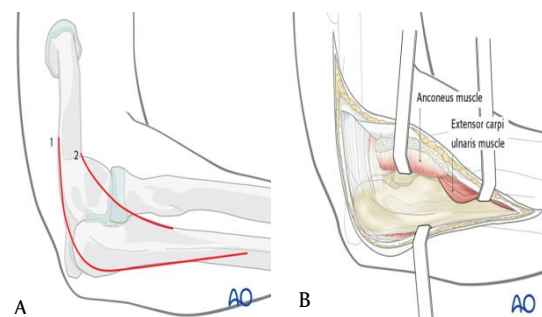 1
2
A
AO
Anconeus muscle
Extensor carpi
ulnaris muscle
B
AO